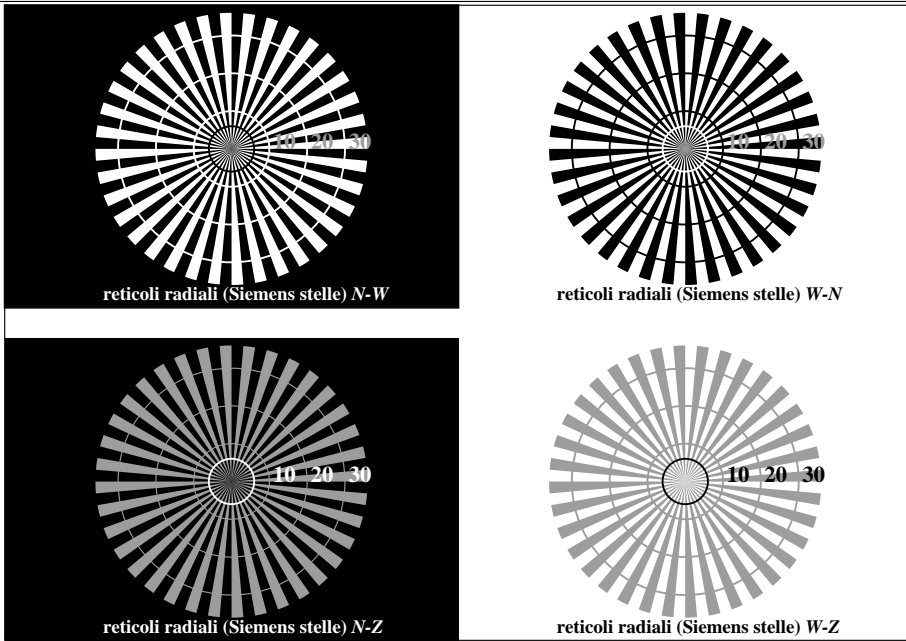 10 20 30
10 20 30
reticoli radiali (Siemens stelle) N-W
reticoli radiali (Siemens stelle) W-N
10 20 30
10 20 30
reticoli radiali (Siemens stelle) N-Z
reticoli radiali (Siemens stelle) W-Z